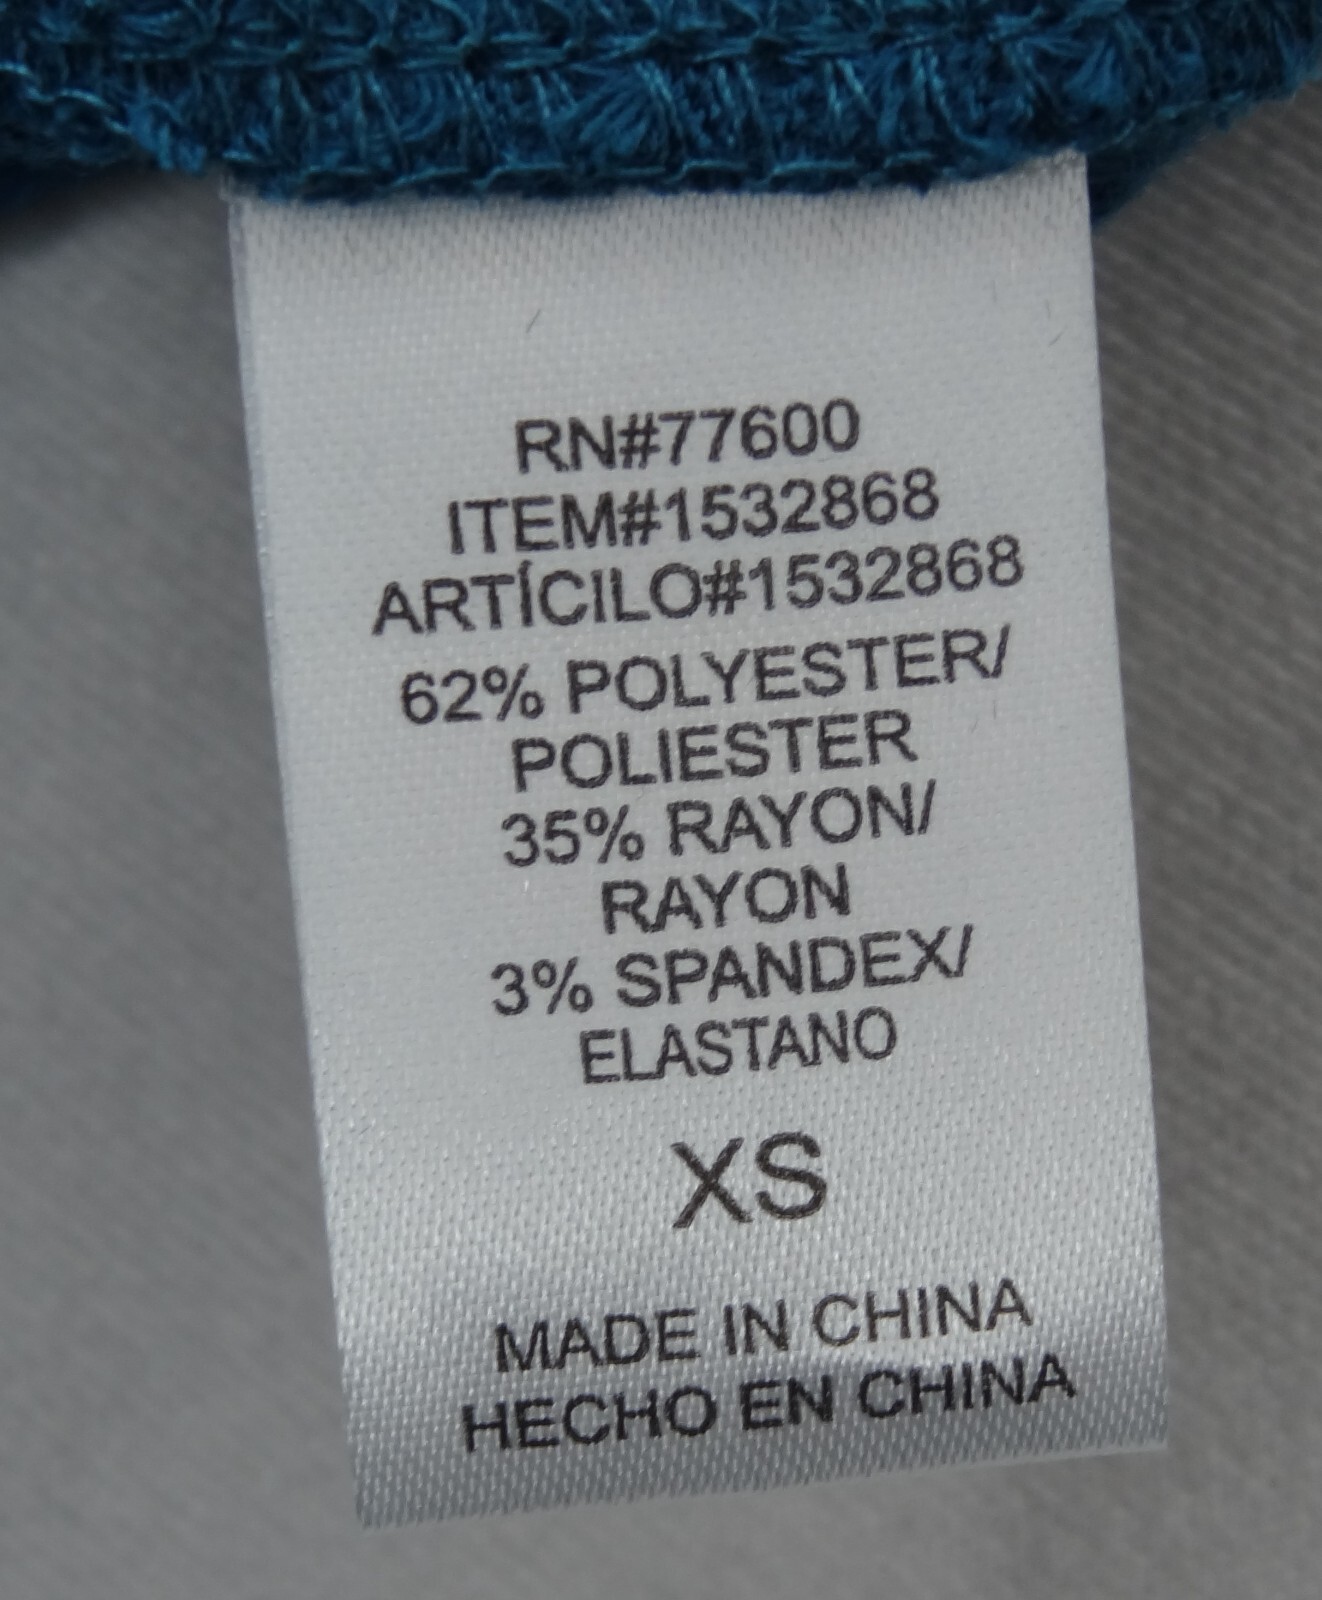 RN#77600
ITEM#1532868
ARTÍCILO#1532868
62% POLYESTER/
POLIESTER
35% RAYON/
RAYON
3% SPANDEX/
ELASTANO
XS
MADE IN CHINA
HECHO EN CHINA